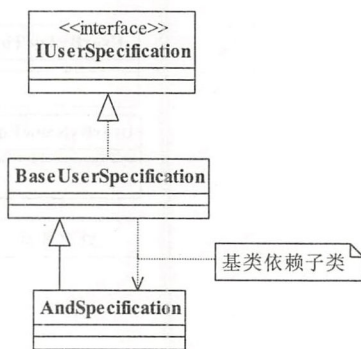 <<interface>>
IUserSpecification
BaseUserSpecification
基类依赖子类
AndSpecification